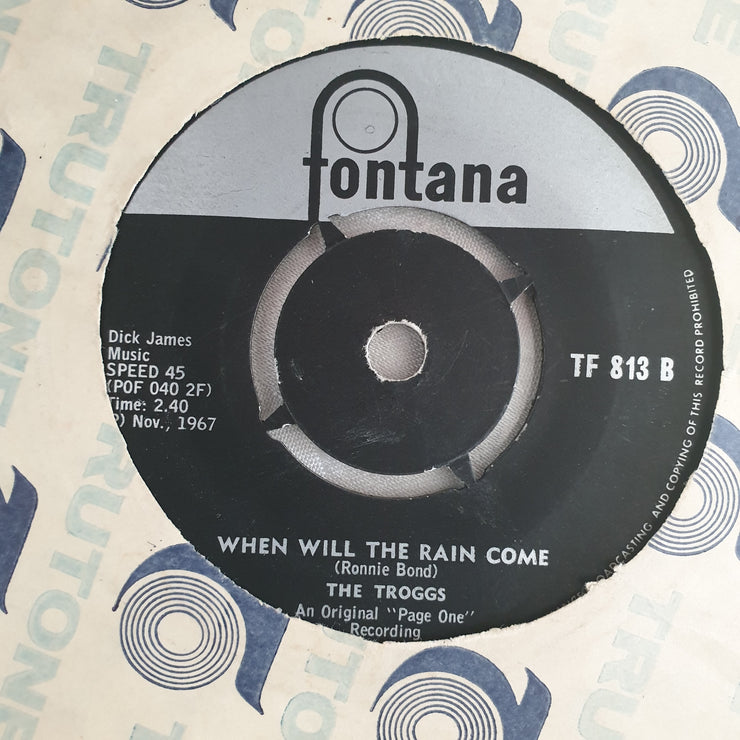 fontana
Dick James
Music
SPEED 45
(POF 040 2F)
Time: 2.40
P) Nov., 1967
TF 813 B
WHEN WILL THE RAIN COME
(Ronnie Bond)
THE TROGGS
An Original "Page One"
Recording
BROADCASTING AND COPYING OF THIS RECORD PROHIBITED
TRUTONE
TRUTONE
TRUTONE
TRUTONE